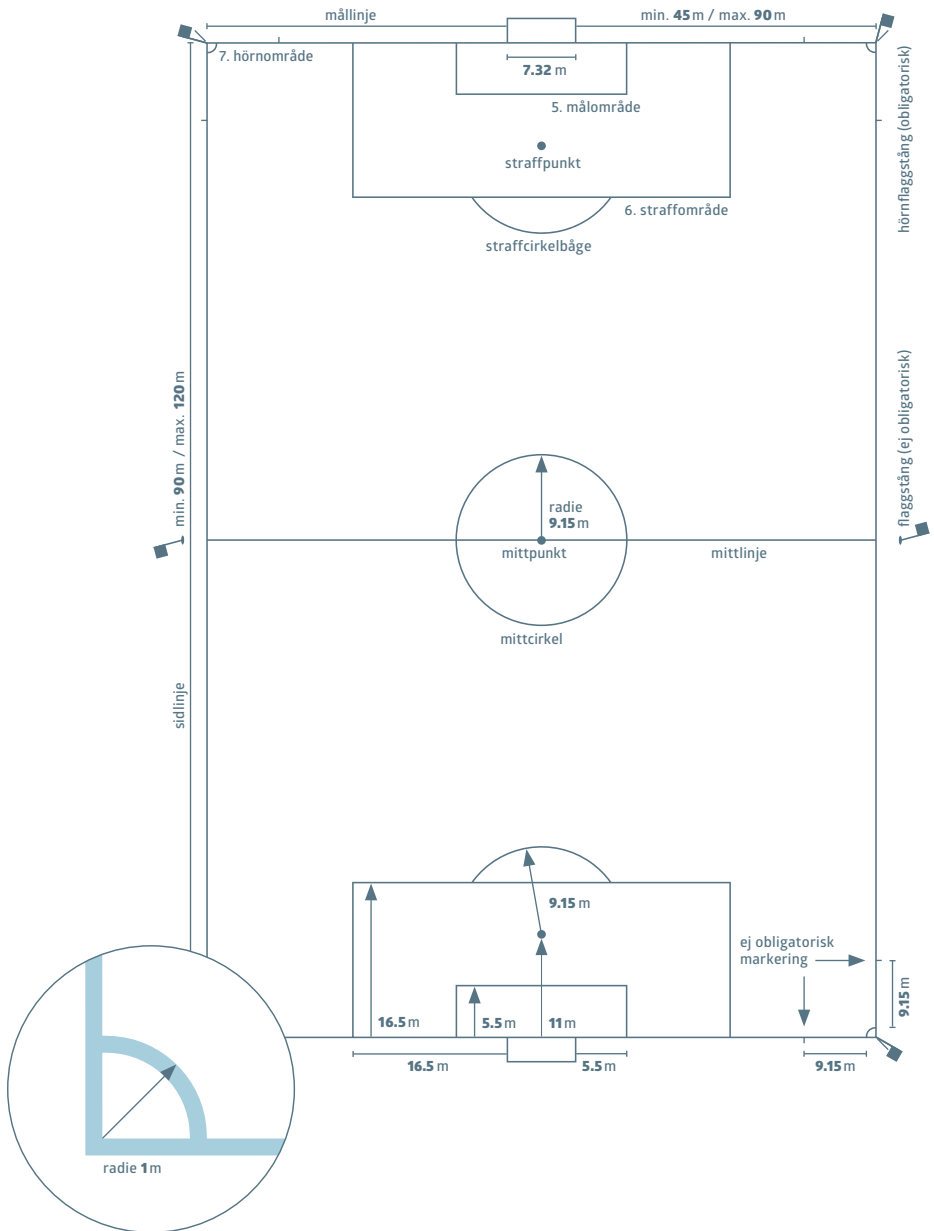 mållinje
min. 45 m / max. 90 m
7. hörnområde
7.32 m
5. målområde
straffpunkt
6. straffområde
straffcirkelbåge
hörnflaggstång (obligatorisk)
min. 90 m / max. 120 m
flaggstång (ej obligatorisk)
radie
9.15 m
mittpunkt
mittlinje
mittcirkel
sidlinje
9.15 m
ej obligatorisk
markering
9.15 m
16.5 m
5.5 m
11 m
16.5 m
5.5 m
9.15 m
radie 1 m